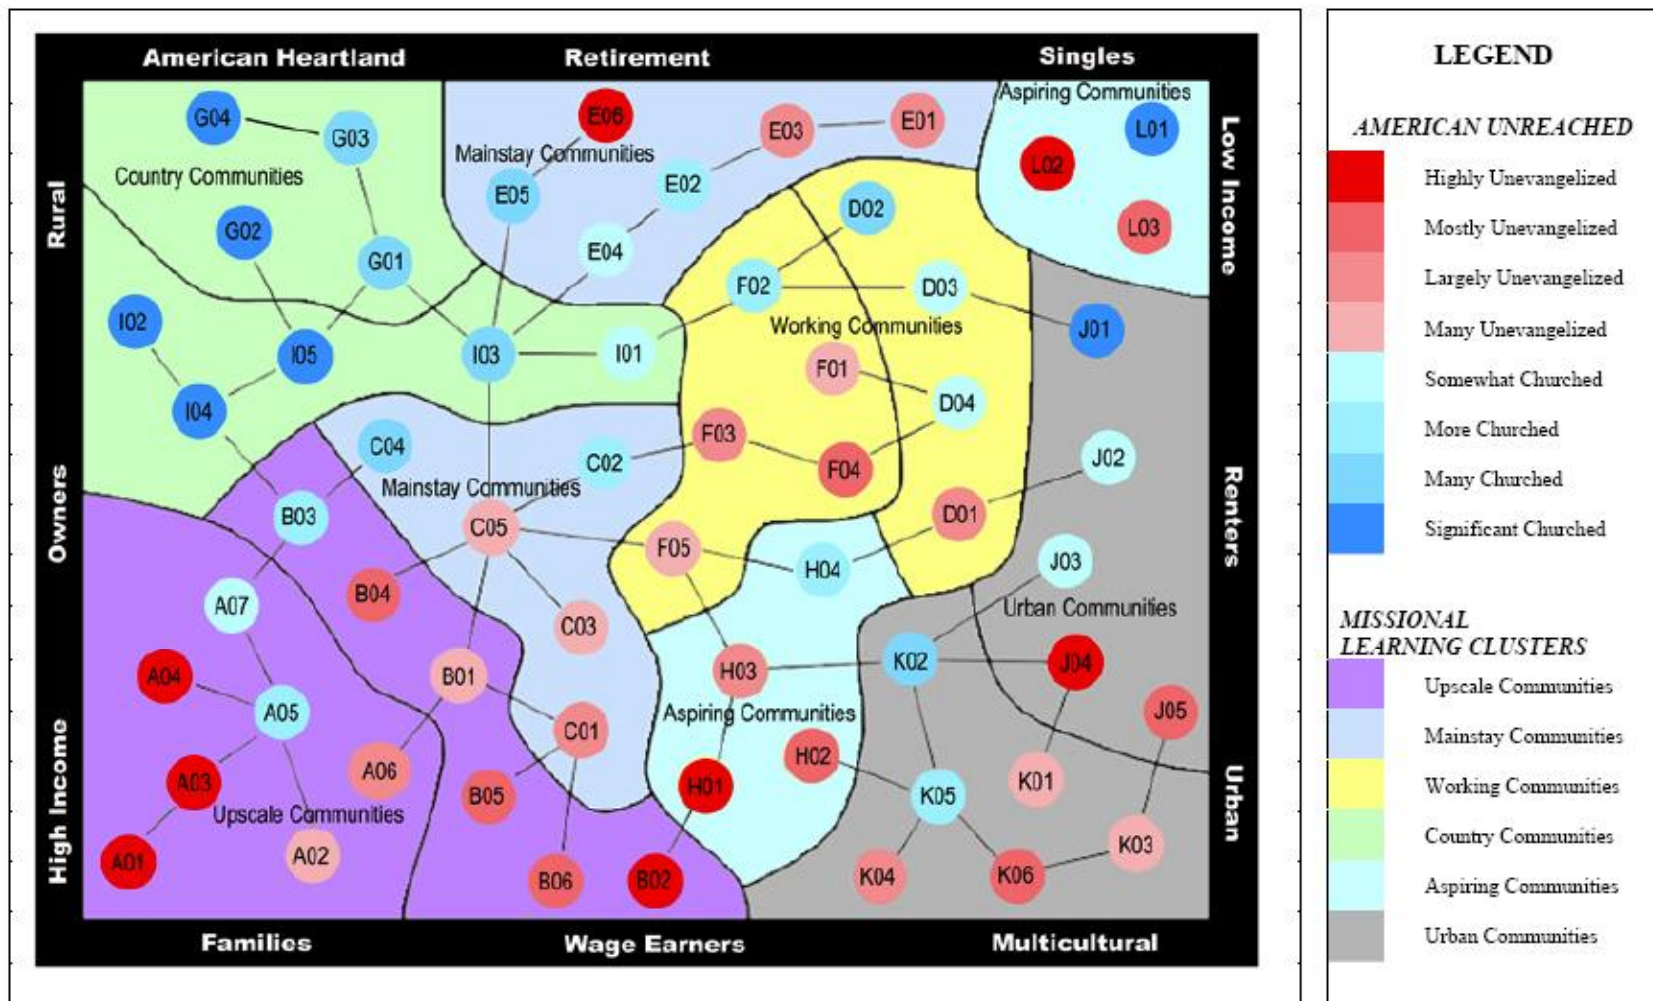 American Heartland
Retirement
Singles
Rural
Owners
High Income
Low Income
Renters
Urban
Families
Wage Earners
Multicultural
Aspiring Communities
G04
G03
E06
E03
E01
L01
Mainstay Communities
L02
Country Communities
E05
E02
D02
G02
L03
E04
G01
F02
D03
I02
Working Communities
J01
I05
I03
I01
F01
I04
D04
C04
F03
C02
F04
J02
Mainstay Communities
B03
C05
D01
F05
H04
J03
B04
A07
Urban Communities
C03
A04
B01
H03
K02
J04
A05
Aspiring Communities
J05
C01
A03
A06
H02
K01
B05
H01
K05
Upscale Communities
A01
A02
K03
B06
B02
K04
K06
LEGEND
AMERICAN UNREACHED
Highly Unevangelized
Mostly Unevangelized
Largely Unevangelized
Many Unevangelized
Somewhat Churched
More Churched
Many Churched
Significant Churched
MISSIONAL
LEARNING CLUSTERS
Upscale Communities
Mainstay Communities
Working Communities
Country Communities
Aspiring Communities
Urban Communities